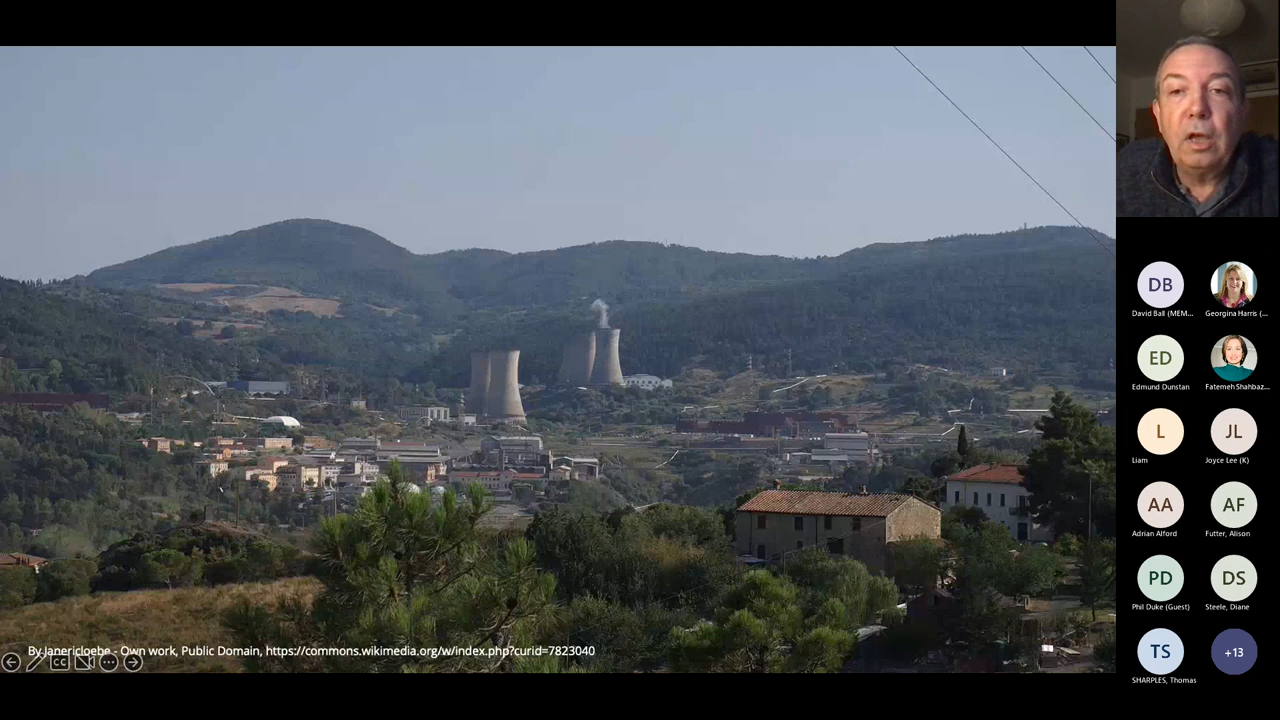 By Janericloebe - Own work, Public Domain, https://commons.wikimedia.org/w/index.php?curid=7823040
CC
DB
David Ball (MEM...
Georgina Harris (...
ED
Edmund Dunstan
Fatemeh Shahbaz...
L
Liam
JL
Joyce Lee (K)
AA
Adrian Alford
AF
Futter, Alison
PD
Phil Duke (Guest)
DS
Steele, Diane
TS
SHARPLES, Thomas
+13